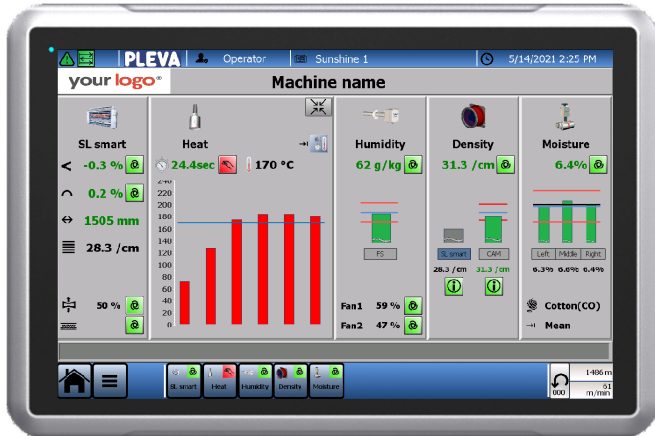 PLEVA Operator Sunshine 1 5/14/2021 2:25 PM
your logo® Machine name
SL smart
< -0.3 %
0.2 %
1505 mm
28.3 /cm
50 %
Heat
24.4sec 170 °C
240
220
200
180
160
140
120
100
80
60
40
20
0
Humidity
62 g/kg
FS
Fan1 59 %
Fan2 47 %
Density
31.3 /cm
SL smart CAM
28.3 /cm 31.3 /cm
Moisture
6.4%
Left Middle Right
6.3% 6.6% 6.4%
Cotton(CO)
Mean
SL smart Heat Humidity Density Moisture
000
1486 m
61
m/min